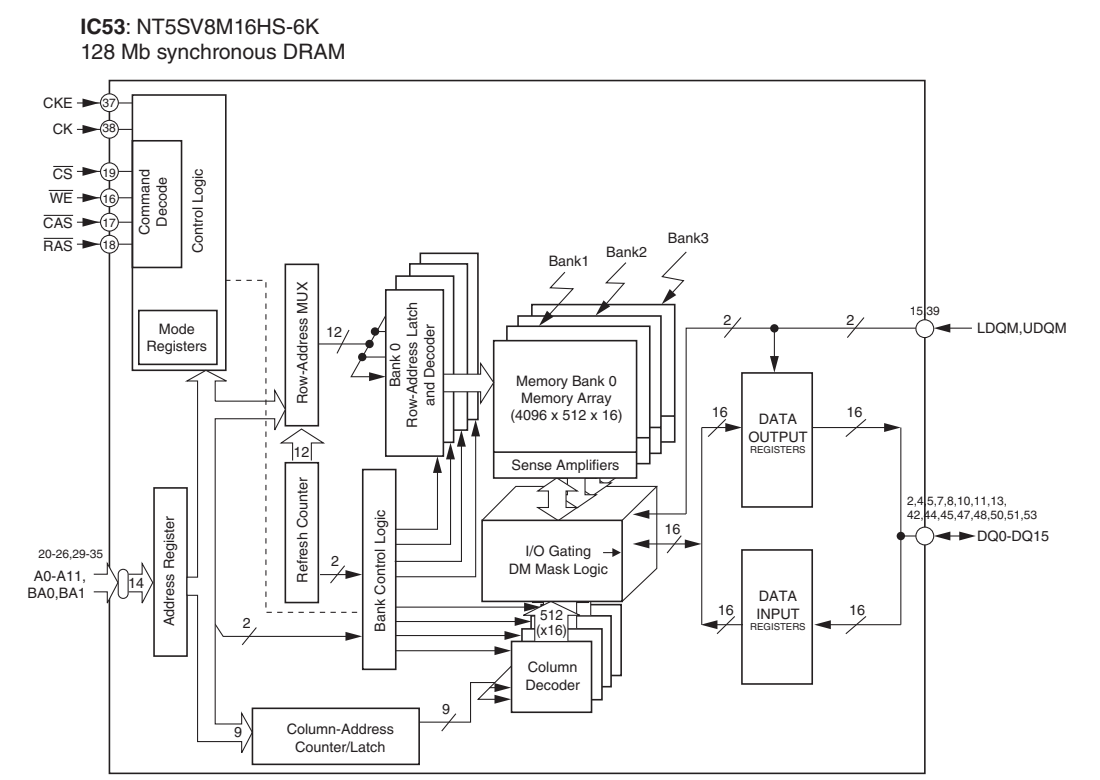 IC53: NT5SV8M16HS-6K
128 Mb synchronous DRAM
CKE 37
CK 38
CS 19
WE 16
CAS 17
RAS 18
Command
Decode
Control Logic
Mode
Registers
Row-Address MUX
12
Bank 0
Row-Address Latch
and Decoder
Bank1
Bank2
Bank3
Memory Bank 0
Memory Array
(4096 x 512 x 16)
Sense Amplifiers
2
2
15,39
LDQM,UDQM
16
DATA
OUTPUT
REGISTERS
16
12
Refresh Counter
2
Bank Control Logic
I/O Gating
DM Mask Logic
16
2,4,5,7,8,10,11,13,
42,44,45,47,48,50,51,53
DQ0-DQ15
16
DATA
INPUT
REGISTERS
16
20-26,29-35
A0-A11,
BA0,BA1
14
Address Register
2
512
(x16)
Column
Decoder
9
Column-Address
Counter/Latch
9